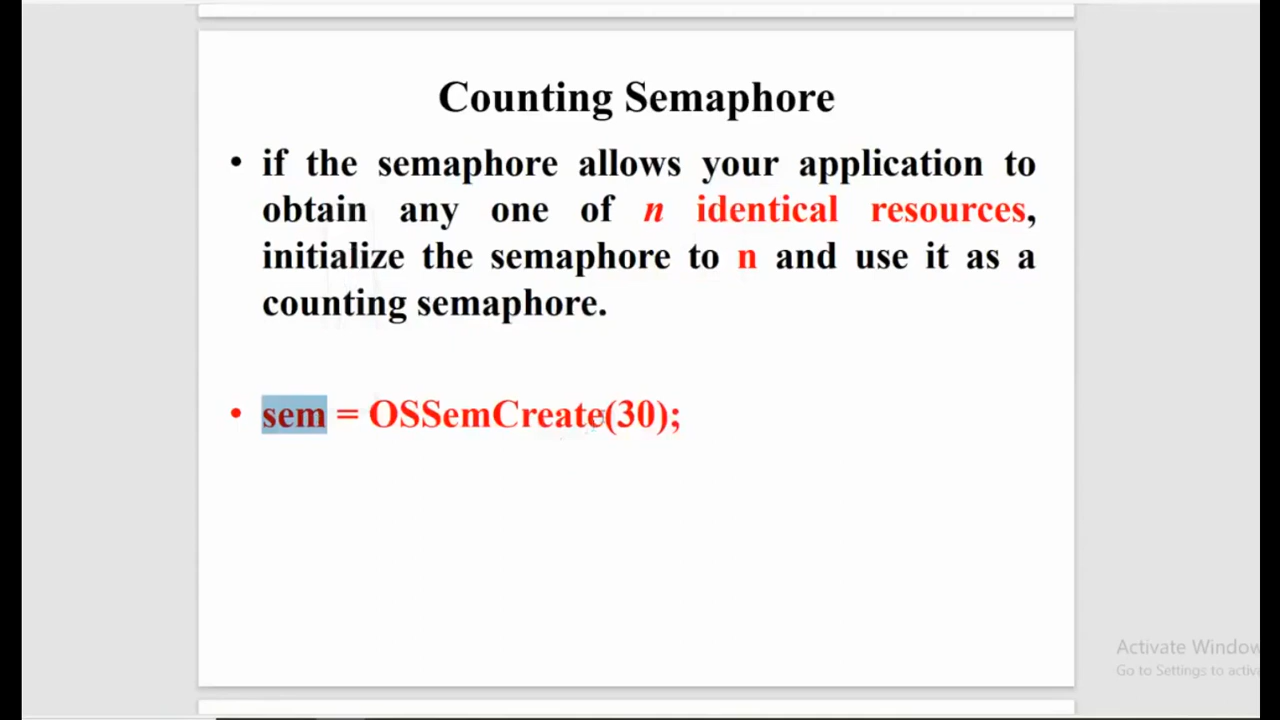 Counting Semaphore
• if the semaphore allows your application to
obtain any one of n identical resources,
initialize the semaphore to n and use it as a
counting semaphore.
• sem = OSSemCreate(30);
Activate Window
Go to Settings to activa